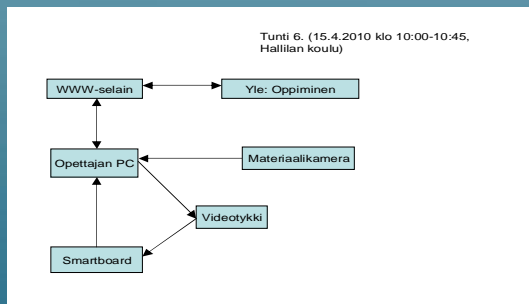 Tunti 6. (15.4.2010 klo 10:00-10:45,
Hallilan koulu)
WWW-selain
Yle: Oppiminen
Opettajan PC
Materiaalikamera
Videotykki
Smartboard